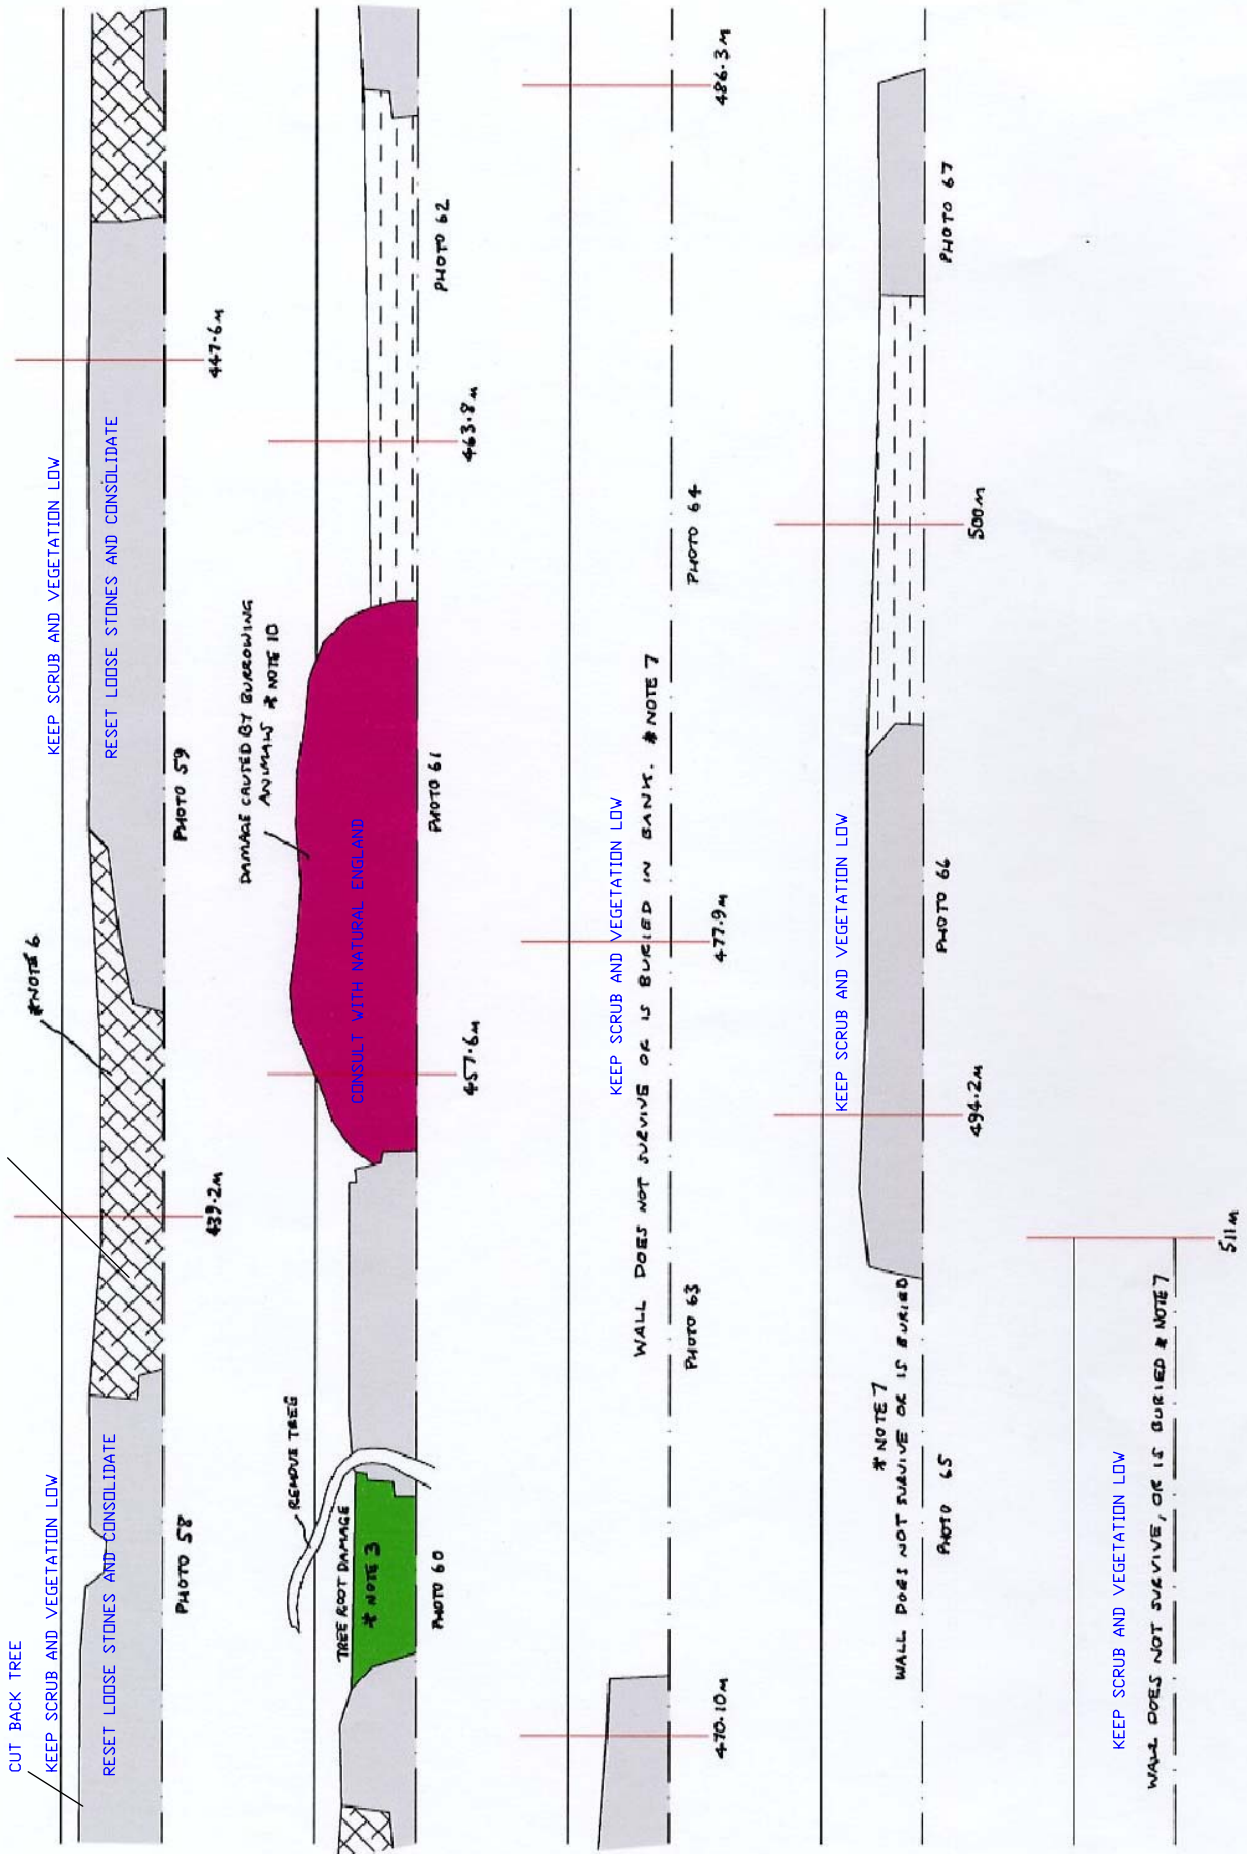 CUT BACK TREE
KEEP SCRUB AND VEGETATION LOW
RESET LOOSE STONES AND CONSOLIDATE
PHOTO 58
439.2M
* NOTE 6
PHOTO 59
KEEP SCRUB AND VEGETATION LOW
RESET LOOSE STONES AND CONSOLIDATE
447.6M
REMOVE TREE
TREE ROOT DAMAGE
* NOTE 3
PHOTO 60
457.6M
DAMAGE CAUSED BY BURROWING
ANIMALS * NOTE 10
CONSULT WITH NATURAL ENGLAND
PHOTO 61
463.8M
PHOTO 62
470.10M
KEEP SCRUB AND VEGETATION LOW
WALL DOES NOT SURVIVE OR IS BURIED IN BANK. * NOTE 7
PHOTO 63
477.9M
PHOTO 64
486.3M
* NOTE 7
WALL DOES NOT SURVIVE OR IS BURIED
PHOTO 65
KEEP SCRUB AND VEGETATION LOW
494.2M
PHOTO 66
500M
PHOTO 67
KEEP SCRUB AND VEGETATION LOW
WALL DOES NOT SURVIVE, OR IS BURIED * NOTE 7
511M